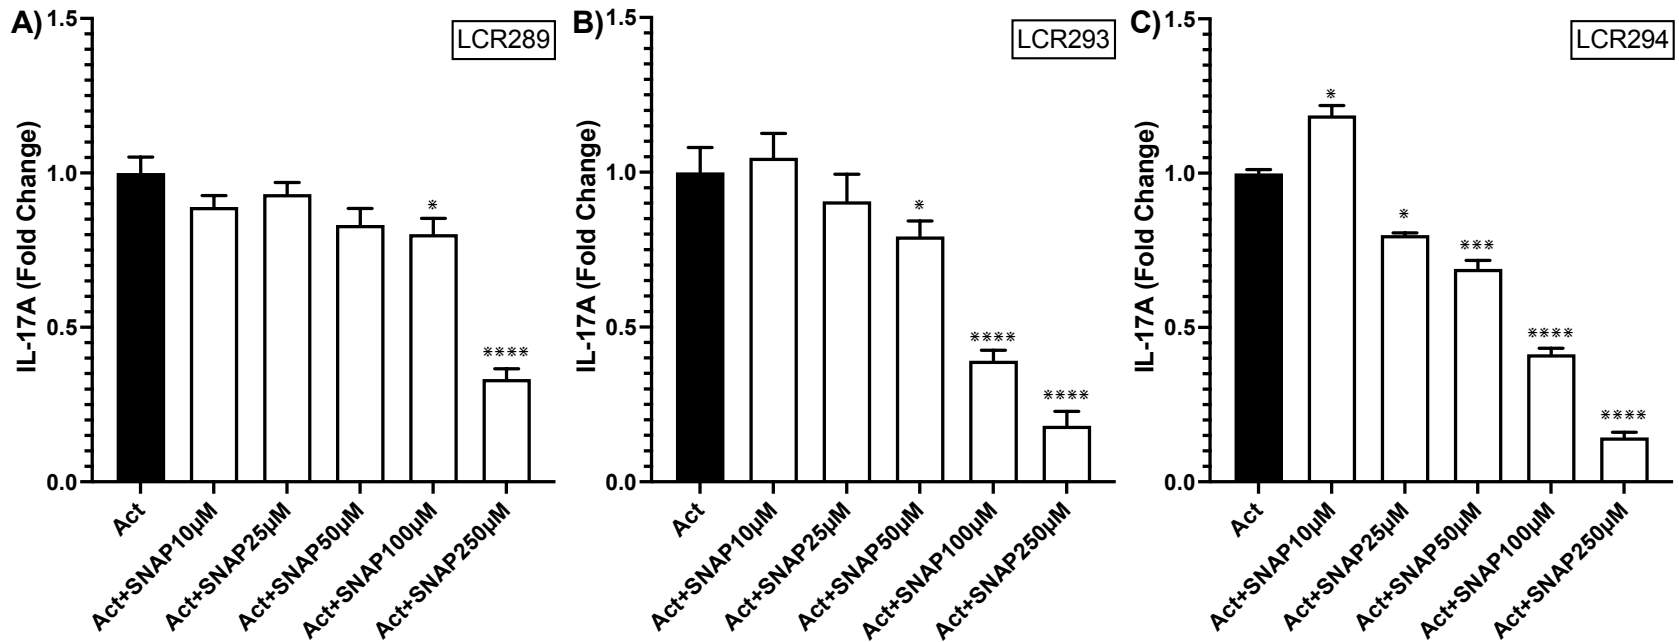 A)
LCR289
IL-17A (Fold Change)
1.5
1.0
0.5
0.0
*
****
Act
Act+SNAP10µM
Act+SNAP25µM
Act+SNAP50µM
Act+SNAP100µM
Act+SNAP250µM
B)
LCR293
IL-17A (Fold Change)
1.5
1.0
0.5
0.0
*
****
****
Act
Act+SNAP10µM
Act+SNAP25µM
Act+SNAP50µM
Act+SNAP100µM
Act+SNAP250µM
C)
LCR294
IL-17A (Fold Change)
1.5
1.0
0.5
0.0
*
*
***
****
****
Act
Act+SNAP10µM
Act+SNAP25µM
Act+SNAP50µM
Act+SNAP100µM
Act+SNAP250µM